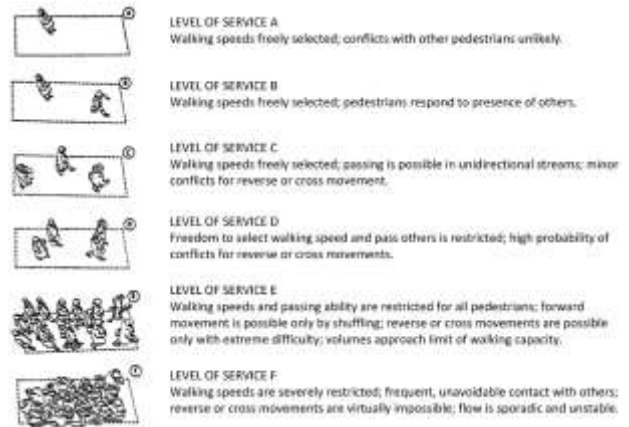 A
LEVEL OF SERVICE A
Walking speeds freely selected; conflicts with other pedestrians unlikely.
LEVEL OF SERVICE B
Walking speeds freely selected; pedestrians respond to presence of others.
C
LEVEL OF SERVICE C
Walking speeds freely selected; passing is possible in unidirectional streams; minor
conflicts for reverse or cross movement.
LEVEL OF SERVICE D
Freedom to select walking speed and pass others is restricted; high probability of
conflicts for reverse or cross movements.
E
LEVEL OF SERVICE E
Walking speeds and passing ability are restricted for all pedestrians; forward
movement is possible only by shuffling; reverse or cross movements are possible
only with extreme difficulty; volumes approach limit of walking capacity.
LEVEL OF SERVICE F
Walking speeds are severely restricted; frequent, unavoidable contact with others;
reverse or cross movements are virtually impossible; flow is sporadic and unstable.